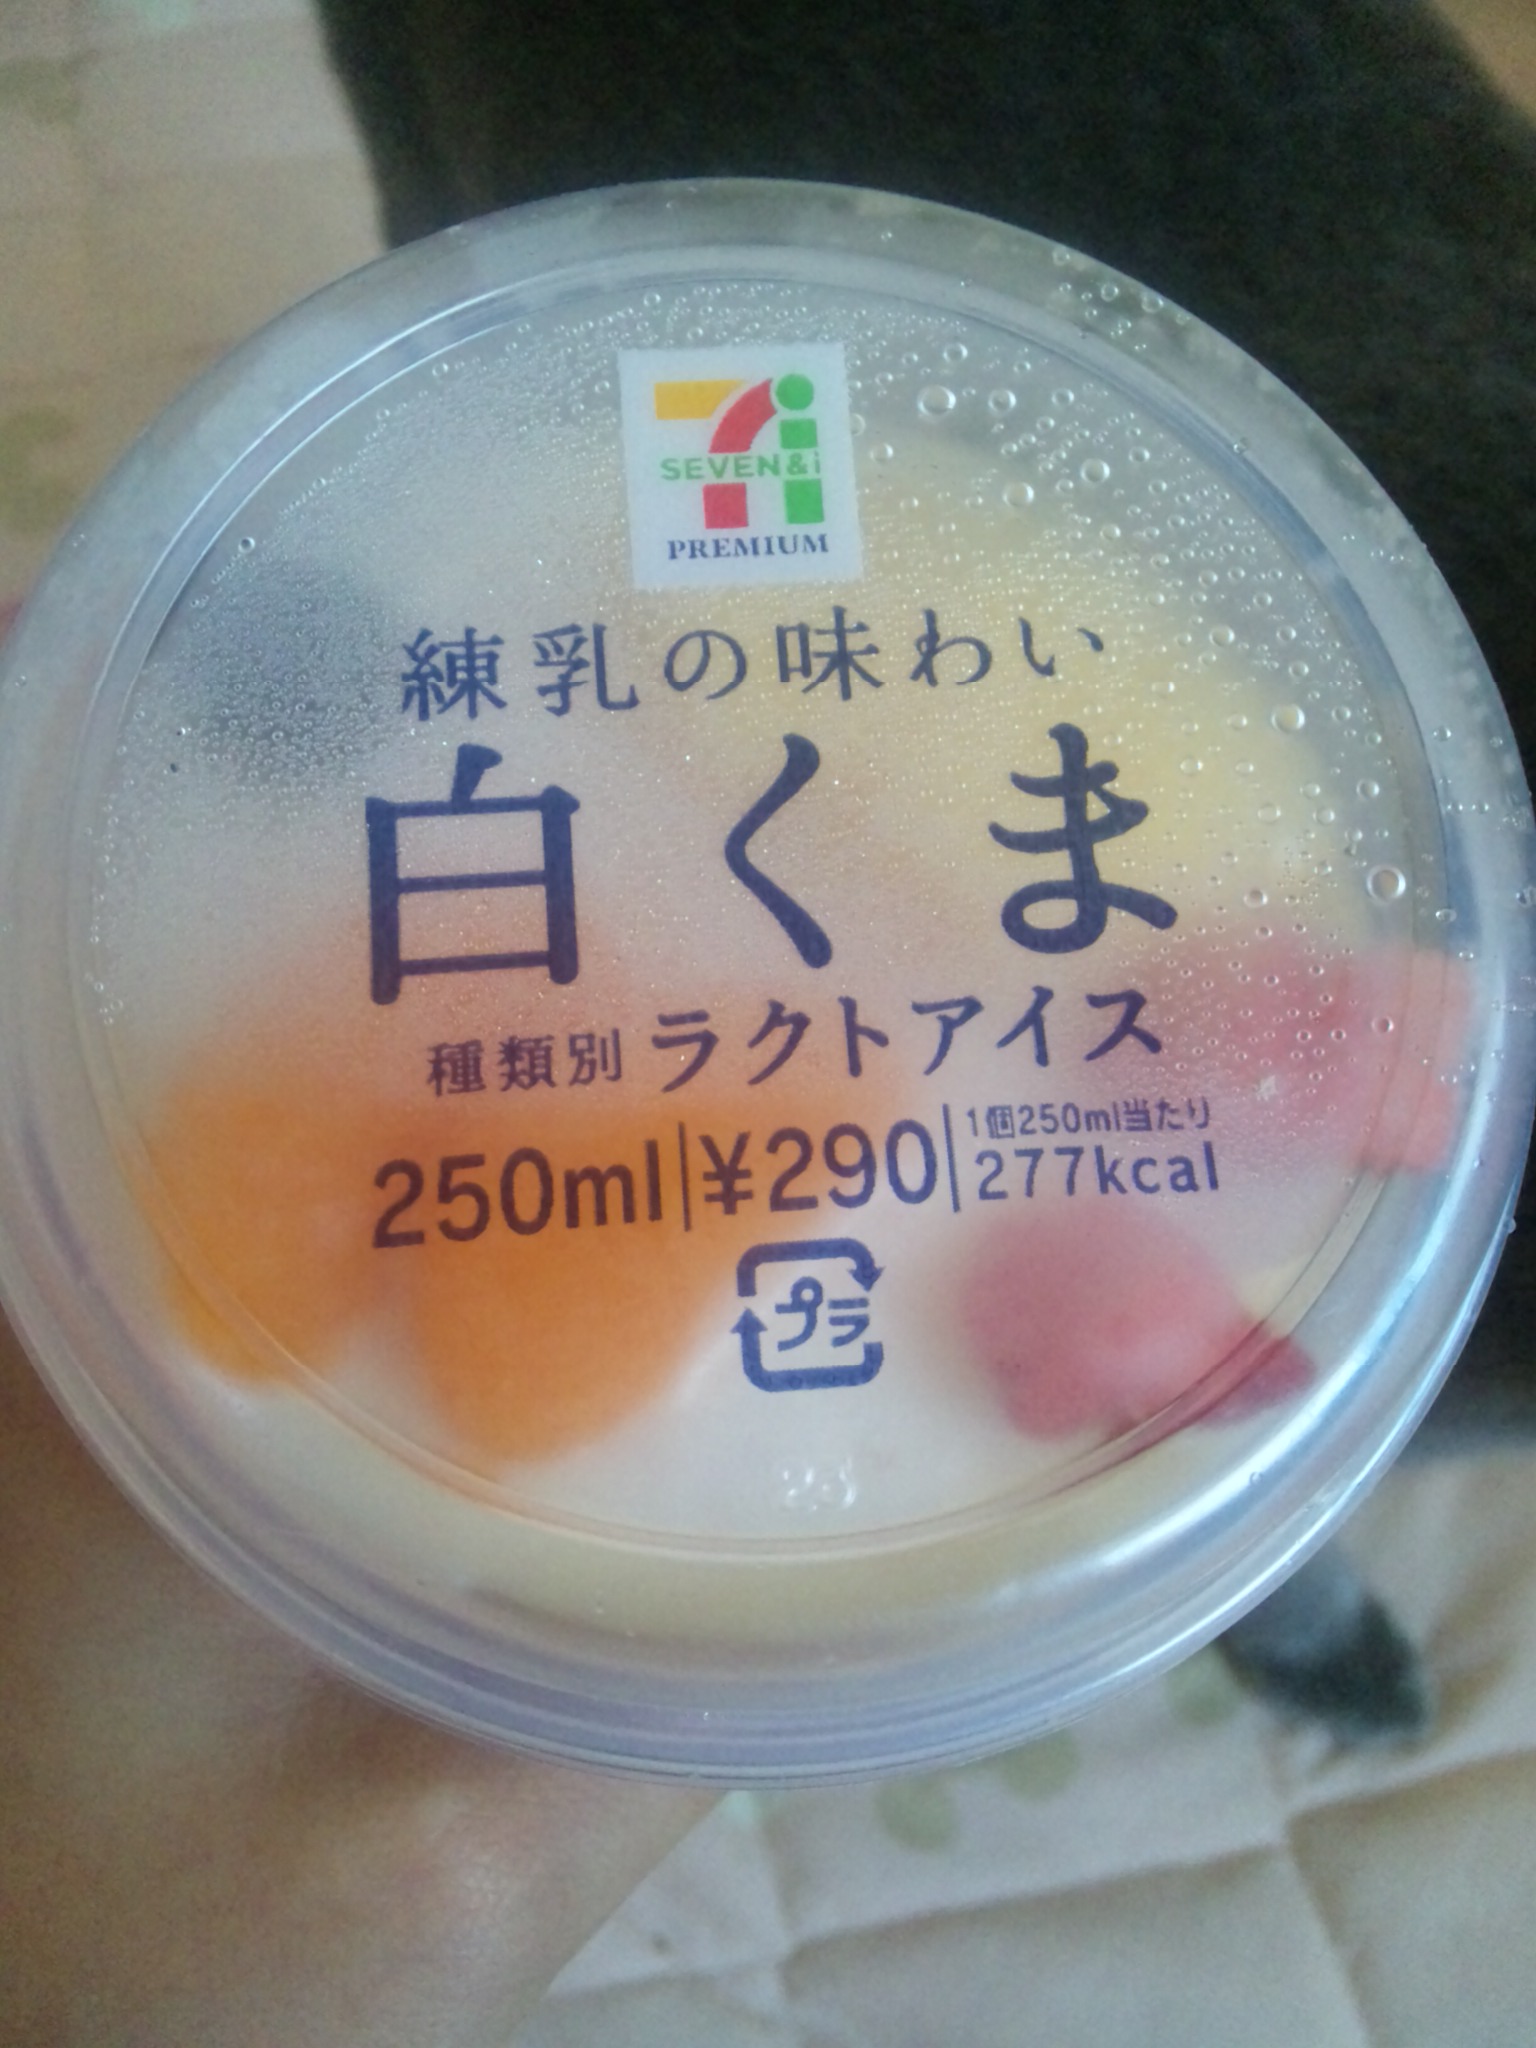 SEVEN&i
PREMIUM
練乳の味わい
白くま
種類別 ラクトアイス
250ml ¥290 1個250ml当たり
277kcal
プラ